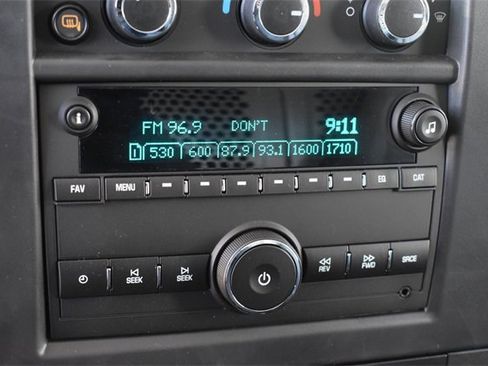 FM 96.9 DON'T 9:11
1 530 600 87.9 93.1 1600 1710
FAV MENU EQ CAT
SEEK SEEK REV FWD SRCE